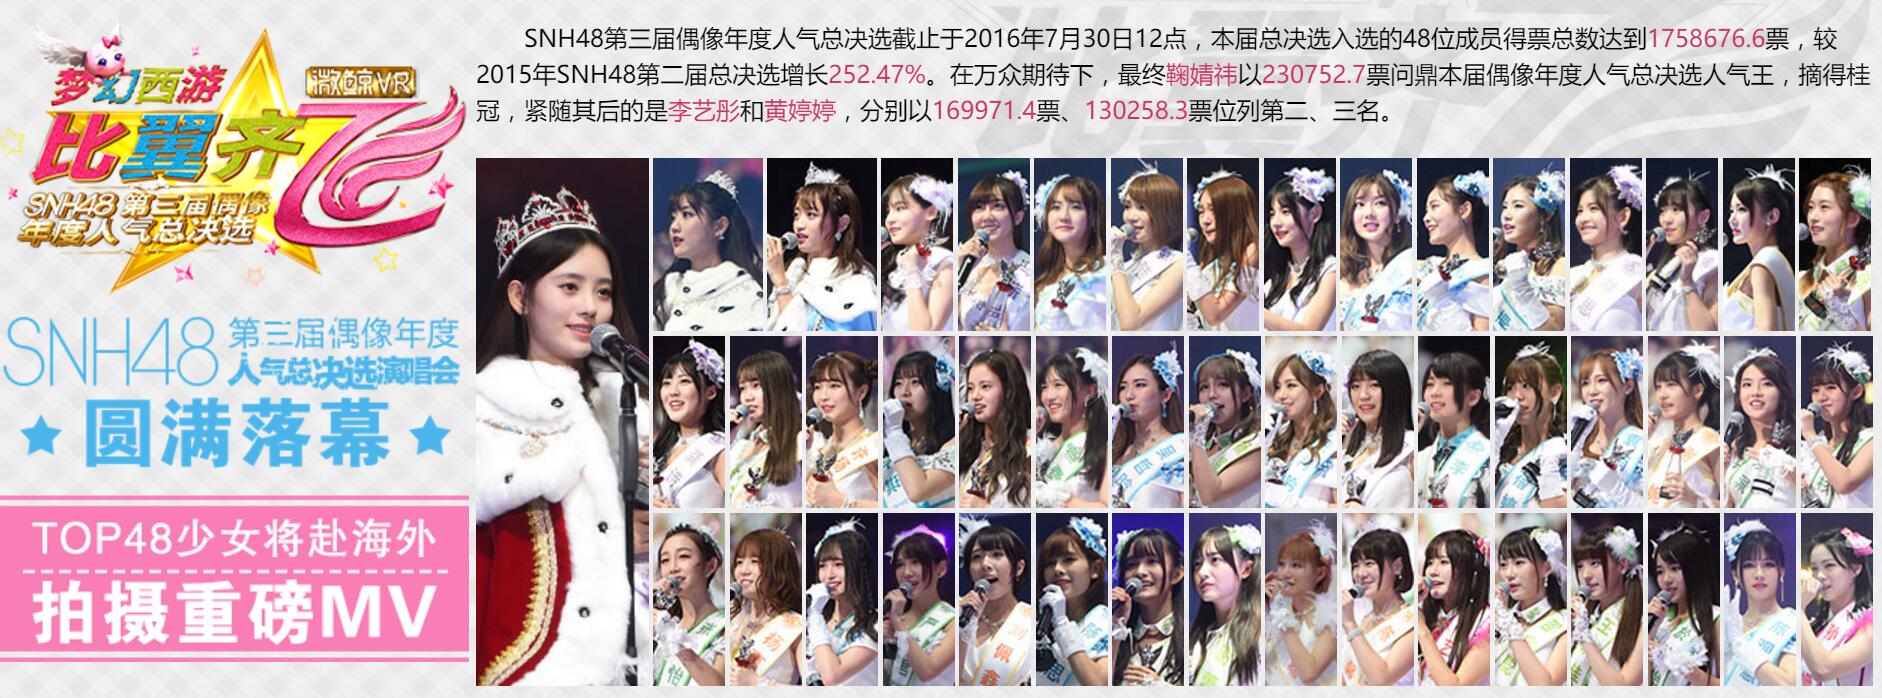 梦幻西游
微鲸VR
比翼齐飞
SNH48 第三届偶像
年度人气总决选
SNH48 第三届偶像年度
人气总决选演唱会
圆满落幕
TOP48少女将赴海外
拍摄重磅MV
SNH48第三届偶像年度人气总决选截止于2016年7月30日12点，本届总决选入选的48位成员得票总数达到1758676.6票，较
2015年SNH48第二届总决选增长252.47%。在万众期待下，最终鞠婧祎以230752.7票问鼎本届偶像年度人气总决选人气王，摘得桂
冠，紧随其后的是李艺彤和黄婷婷，分别以169971.4票、130258.3票位列第二、三名。